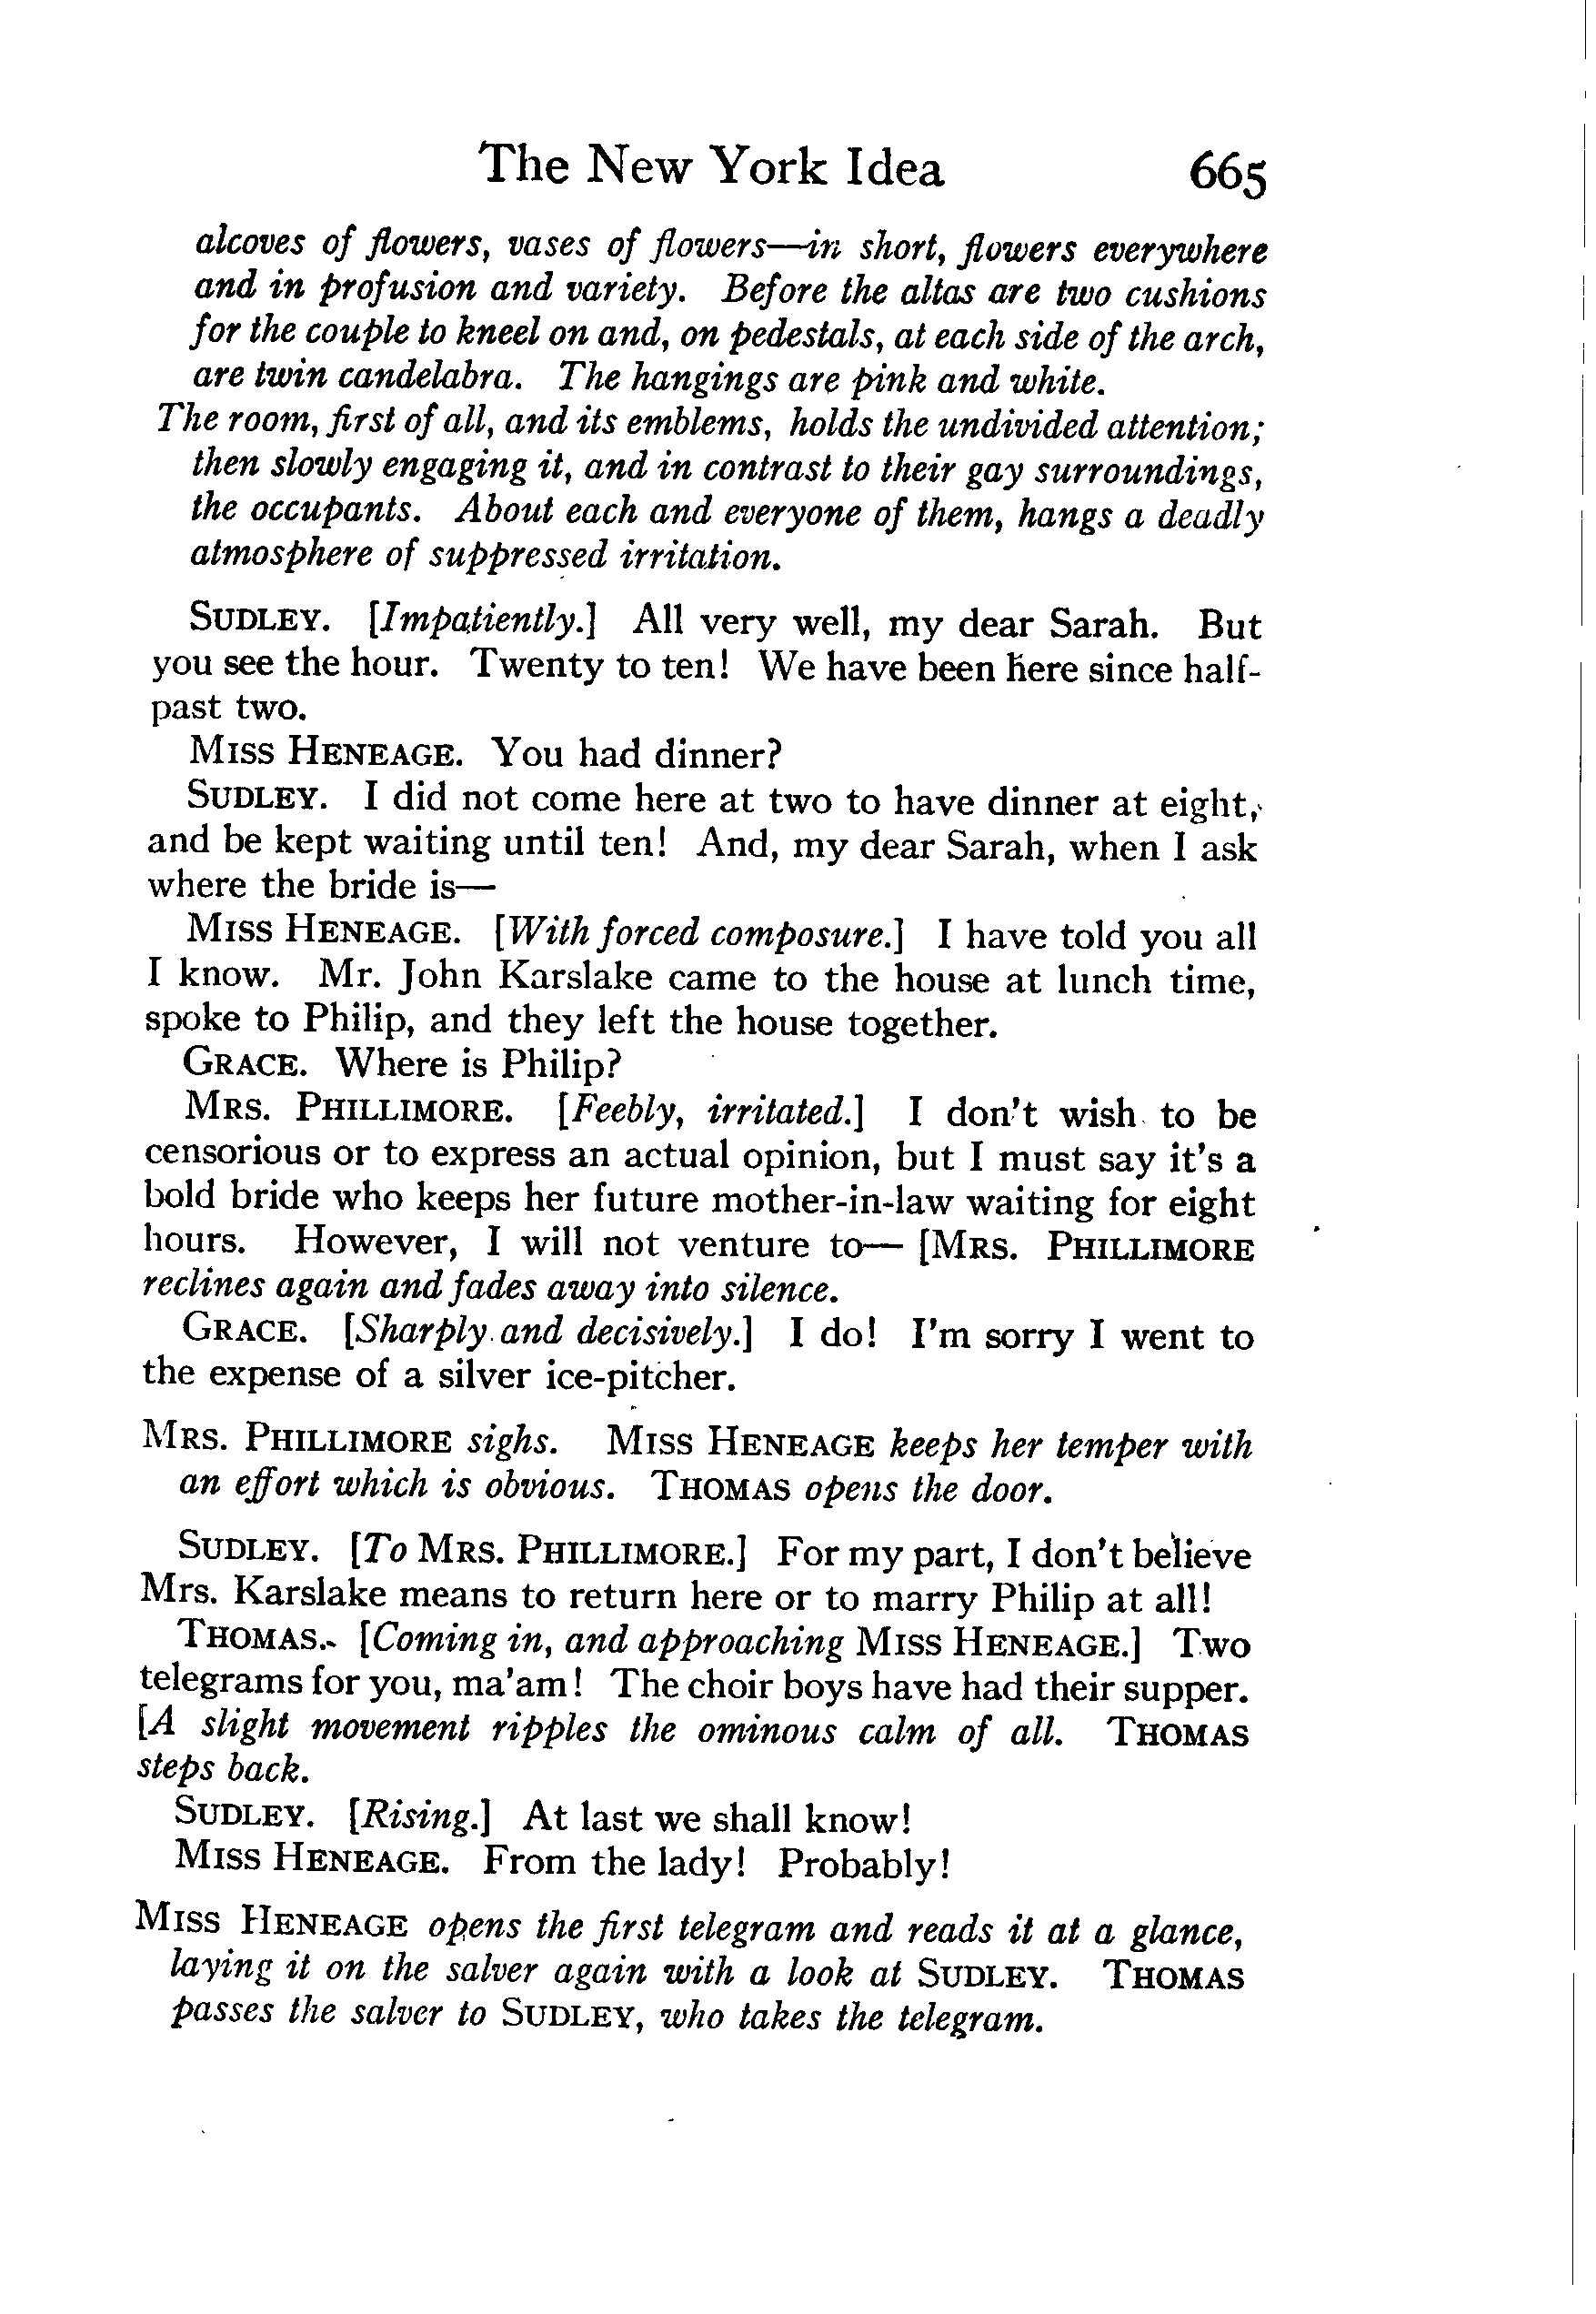 The New York Idea 665
alcoves of flowers, vases of flowers—in short, flowers everywhere
and in profusion and variety. Before the altas are two cushions
for the couple to kneel on and, on pedestals, at each side of the arch,
are twin candelabra. The hangings are pink and white.
The room, first of all, and its emblems, holds the undivided attention;
then slowly engaging it, and in contrast to their gay surroundings,
the occupants. About each and everyone of them, hangs a deadly
atmosphere of suppressed irritation.
SUDLEY. [Impatiently.] All very well, my dear Sarah. But
you see the hour. Twenty to ten! We have been here since half-
past two.
MISS HENEAGE. You had dinner?
SUDLEY. I did not come here at two to have dinner at eight,
and be kept waiting until ten! And, my dear Sarah, when I ask
where the bride is—
MISS HENEAGE. [With forced composure.] I have told you all
I know. Mr. John Karslake came to the house at lunch time,
spoke to Philip, and they left the house together.
GRACE. Where is Philip?
MRS. PHILLIMORE. [Feebly, irritated.] I don't wish to be
censorious or to express an actual opinion, but I must say it's a
bold bride who keeps her future mother-in-law waiting for eight
hours. However, I will not venture to— [MRS. PHILLIMORE
reclines again and fades away into silence.
GRACE. [Sharply and decisively.] I do! I'm sorry I went to
the expense of a silver ice-pitcher.
MRS. PHILLIMORE sighs. MISS HENEAGE keeps her temper with
an effort which is obvious. THOMAS opens the door.
SUDLEY. [To MRS. PHILLIMORE.] For my part, I don't believe
Mrs. Karslake means to return here or to marry Philip at all!
THOMAS. [Coming in, and approaching MISS HENEAGE.] Two
telegrams for you, ma'am! The choir boys have had their supper.
[A slight movement ripples the ominous calm of all. THOMAS
steps back.
SUDLEY. [Rising.] At last we shall know!
MISS HENEAGE. From the lady! Probably!
MISS HENEAGE opens the first telegram and reads it at a glance,
laying it on the salver again with a look at SUDLEY. THOMAS
passes the salver to SUDLEY, who takes the telegram.